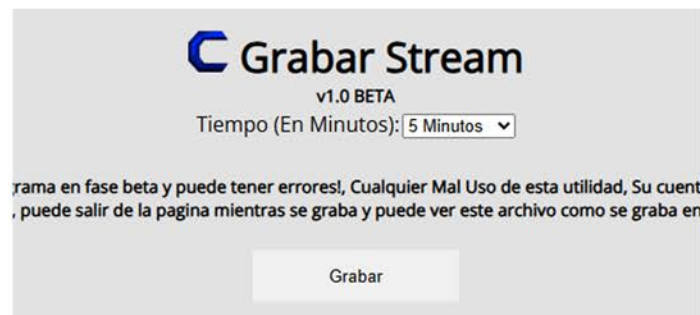 Grabar Stream
v1.0 BETA
Tiempo (En Minutos): 5 Minutos
en fase beta y puede tener errores!, Cualquier Mal Uso de esta utilidad, Su
, puede salir de la pagina mientras se graba y puede ver este archivo como se graba en
Grabar